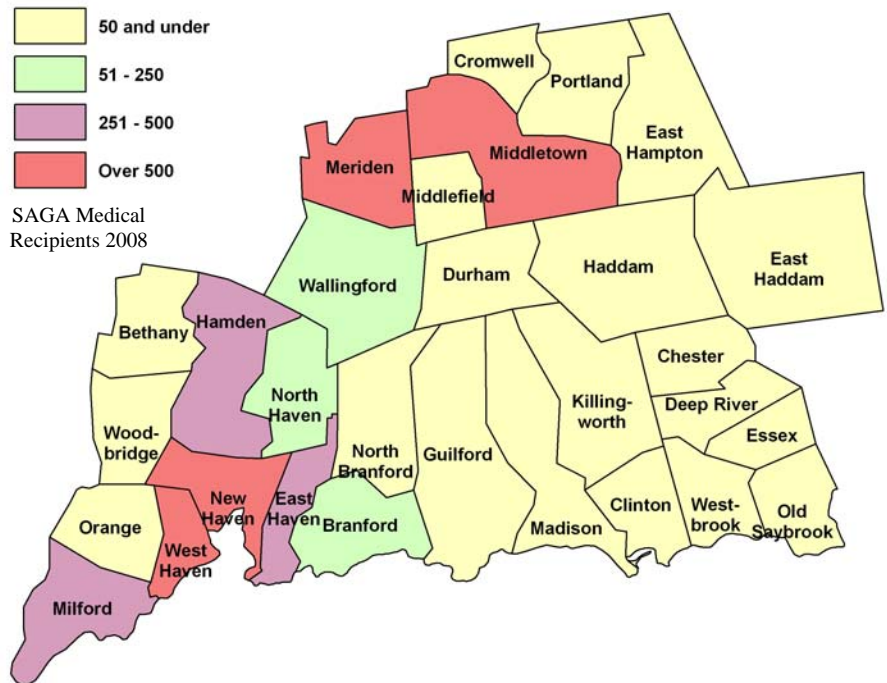 50 and under
51 - 250
251 - 500
Over 500
SAGA Medical
Recipients 2008
Cromwell
Portland
East
Hampton
Meriden
Middletown
Middlefield
Wallingford
Durham
Haddam
East
Haddam
Bethany
Hamden
North
Haven
Chester
Deep River
Essex
Killing-
worth
Wood-
bridge
North
Branford
Guilford
Madison
Clinton
West-
brook
Old
Saybrook
New
Haven
East
Haven
Branford
Orange
West
Haven
Milford